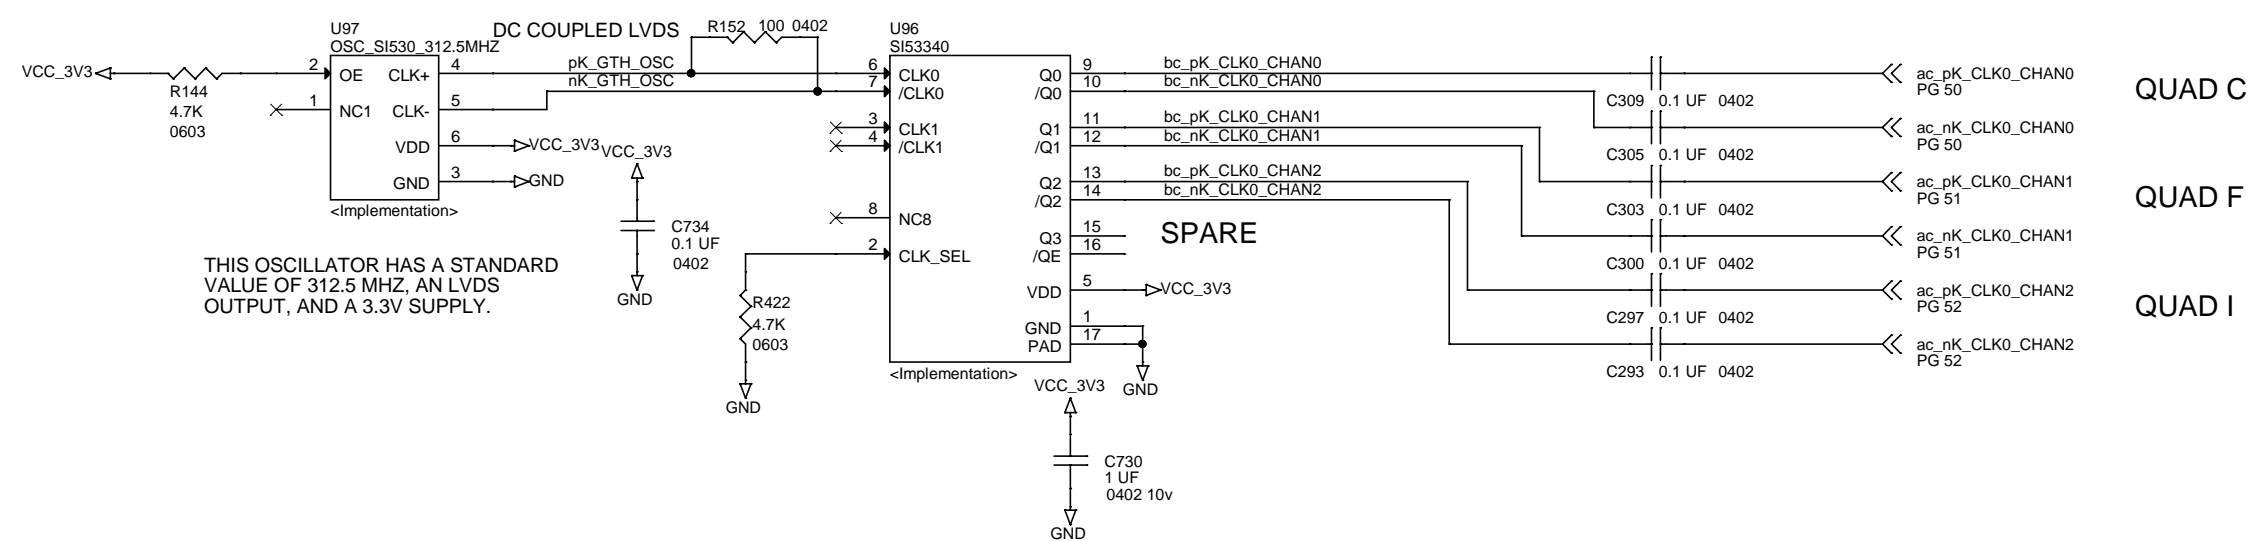 U97
OSC_SI530_312.5MHZ
DC COUPLED LVDS
R152 100 0402
U96
SI53340
VCC_3V3
R144
4.7K
0603
2 OE
1 NC1
CLK+ 4
CLK- 5
VDD 6
GND 3
<Implementation>
pK_GTH_OSC
nK_GTH_OSC
VCC_3V3
GND
VCC_3V3
C734
0.1 UF
0402
GND
THIS OSCILLATOR HAS A STANDARD
VALUE OF 312.5 MHZ, AN LVDS
OUTPUT, AND A 3.3V SUPPLY.
6 CLK0
7 /CLK0
3 CLK1
4 /CLK1
8 NC8
2 CLK_SEL
R422
4.7K
0603
GND
Q0 9
/Q0 10
Q1 11
/Q1 12
Q2 13
/Q2 14
Q3 15
/QE 16
VDD 5
GND 1
PAD 17
<Implementation>
bc_pK_CLK0_CHAN0
bc_nK_CLK0_CHAN0
bc_pK_CLK0_CHAN1
bc_nK_CLK0_CHAN1
bc_pK_CLK0_CHAN2
bc_nK_CLK0_CHAN2
SPARE
VCC_3V3
GND
VCC_3V3
C730
1 UF
0402 10v
GND
C309 0.1 UF 0402
C305 0.1 UF 0402
C303 0.1 UF 0402
C300 0.1 UF 0402
C297 0.1 UF 0402
C293 0.1 UF 0402
ac_pK_CLK0_CHAN0
PG 50
ac_nK_CLK0_CHAN0
PG 50
ac_pK_CLK0_CHAN1
PG 51
ac_nK_CLK0_CHAN1
PG 51
ac_pK_CLK0_CHAN2
PG 52
ac_nK_CLK0_CHAN2
PG 52
QUAD C
QUAD F
QUAD I